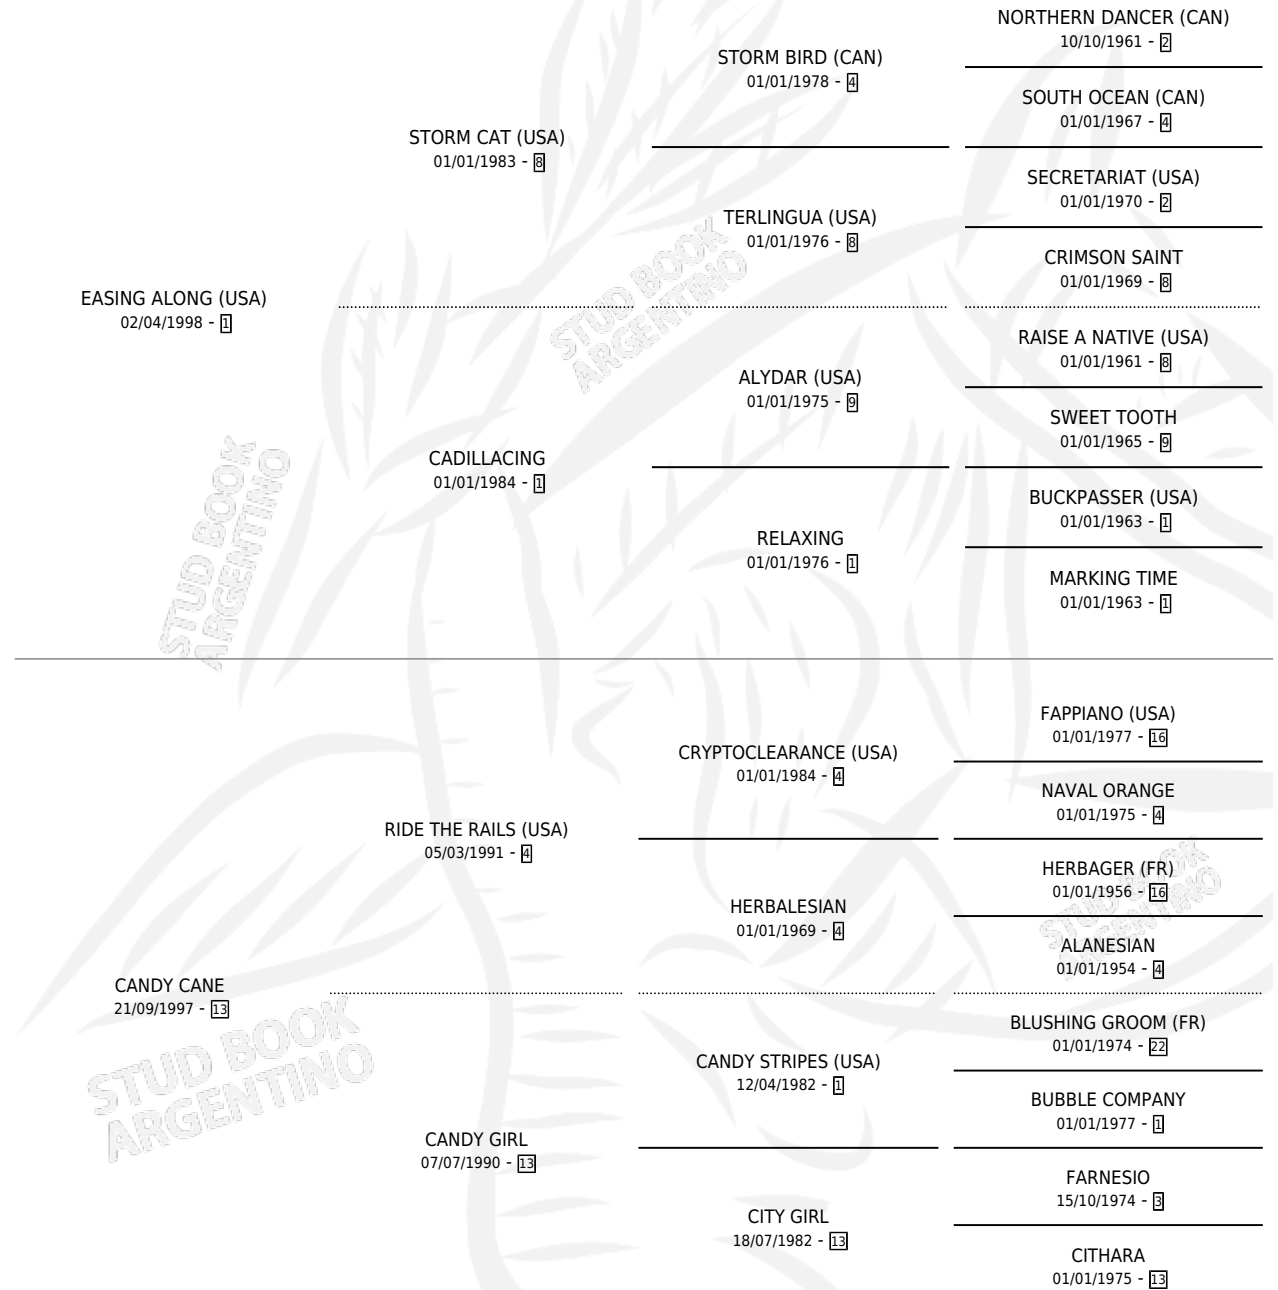 NORTHERN DANCER (CAN)
10/10/1961 - 2
STORM BIRD (CAN)
01/01/1978 - 4
SOUTH OCEAN (CAN)
01/01/1967 - 4
STORM CAT (USA)
01/01/1983 - 8
SECRETARIAT (USA)
01/01/1970 - 2
TERLINGUA (USA)
01/01/1976 - 8
CRIMSON SAINT
01/01/1969 - 8
EASING ALONG (USA)
02/04/1998 - 1
RAISE A NATIVE (USA)
01/01/1961 - 8
ALYDAR (USA)
01/01/1975 - 9
SWEET TOOTH
01/01/1965 - 9
CADILLACING
01/01/1984 - 1
BUCKPASSER (USA)
01/01/1963 - 1
RELAXING
01/01/1976 - 1
MARKING TIME
01/01/1963 - 1
FAPPIANO (USA)
01/01/1977 - 16
CRYPTOCLEARANCE (USA)
01/01/1984 - 4
NAVAL ORANGE
01/01/1975 - 4
RIDE THE RAILS (USA)
05/03/1991 - 4
HERBAGER (FR)
01/01/1956 - 16
HERBALESIAN
01/01/1969 - 4
ALANESIAN
01/01/1954 - 4
CANDY CANE
21/09/1997 - 13
BLUSHING GROOM (FR)
01/01/1974 - 22
CANDY STRIPES (USA)
12/04/1982 - 1
BUBBLE COMPANY
01/01/1977 - 1
CANDY GIRL
07/07/1990 - 13
FARNESIO
15/10/1974 - 3
CITY GIRL
18/07/1982 - 13
CITHARA
01/01/1975 - 13
STUD BOOK
ARGENTINO
STUD BOOK
ARGENTINO
STUD BOOK
ARGENTINO
STUD BOOK
ARGENTINO